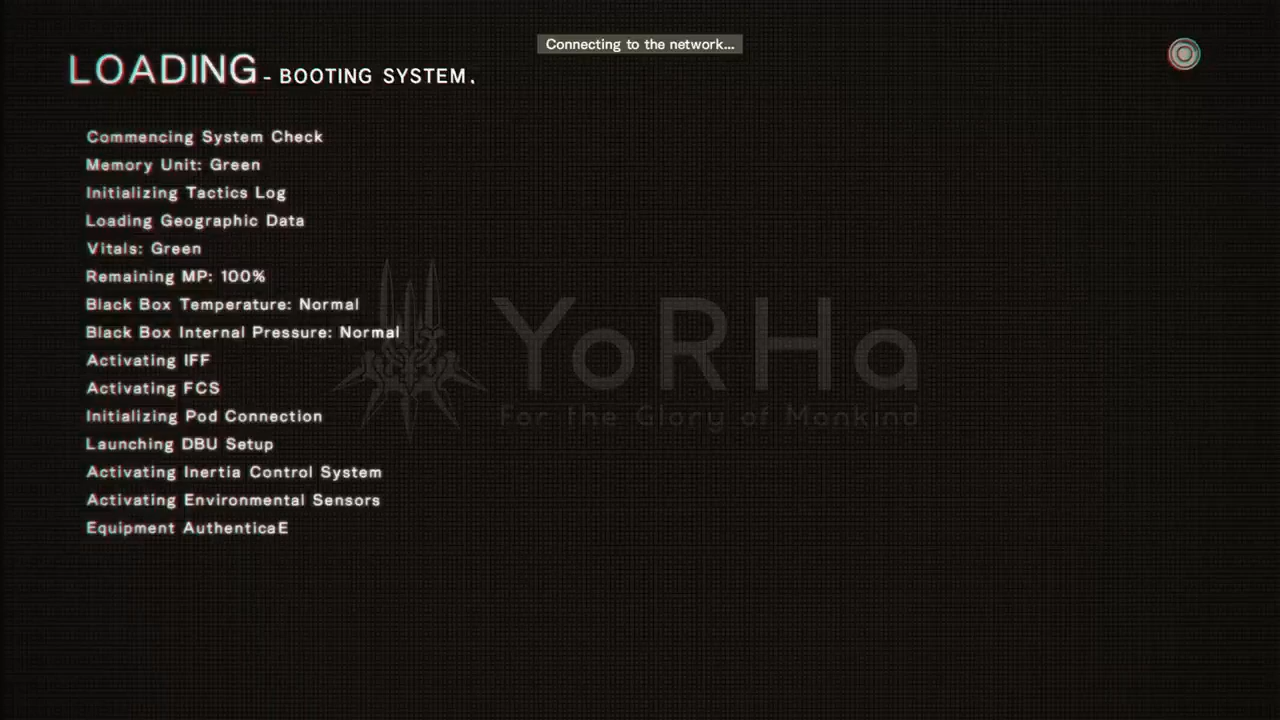 Connecting to the network...
LOADING - BOOTING SYSTEM.
Commencing System Check
Memory Unit: Green
Initializing Tactics Log
Loading Geographic Data
Vitals: Green
Remaining MP: 100%
Black Box Temperature: Normal
Black Box Internal Pressure: Normal
Activating IFF
Activating FCS
Initializing Pod Connection
Launching DBU Setup
Activating Inertia Control System
Activating Environmental Sensors
Equipment AuthenticaE
YoRHa
For the Glory of Mankind